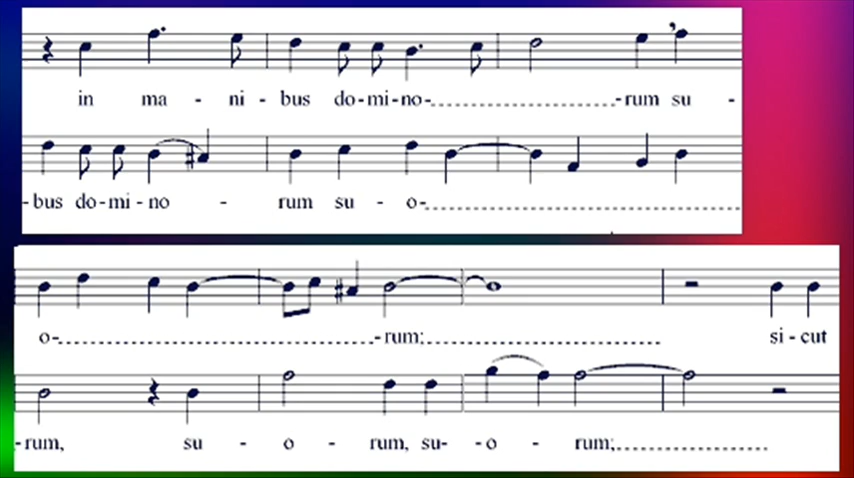 in ma - ni - bus do-mi-no-........................-rum su -
-bus do-mi-no - rum su - o-........................................
o-................................................-rum;.................................... si-cut
-rum, su - o - rum, su- -o - rum;.......................